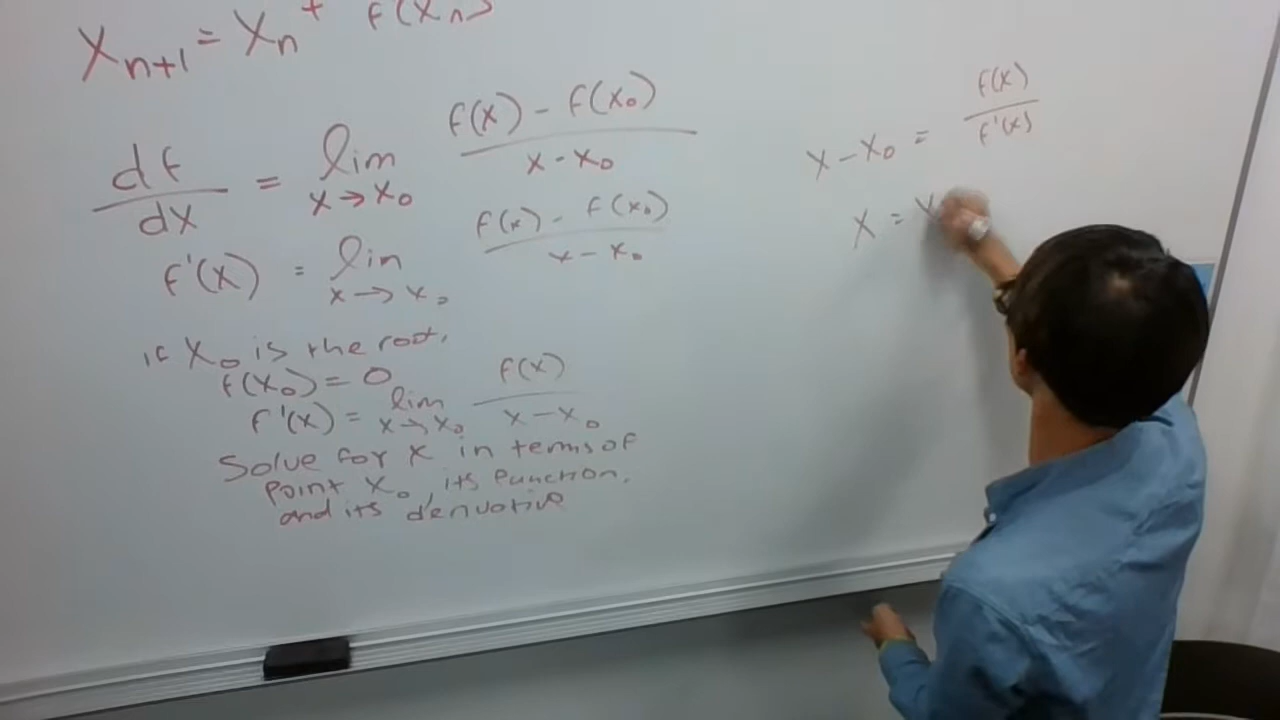 Xn+1 = Xn + f(Xn)
df/dx = lim x→x0 f(x) - f(x0) / x - x0
f'(x) = lim x→x0 f(x) - f(x0) / x - x0
if X0 is the root,
f(x0) = 0
f'(x) = lim x→x0 f(x) / x - x0
Solve for x in terms of
point x0, its function,
and its derivative
x - x0 = f(x) / f'(x)
x = x